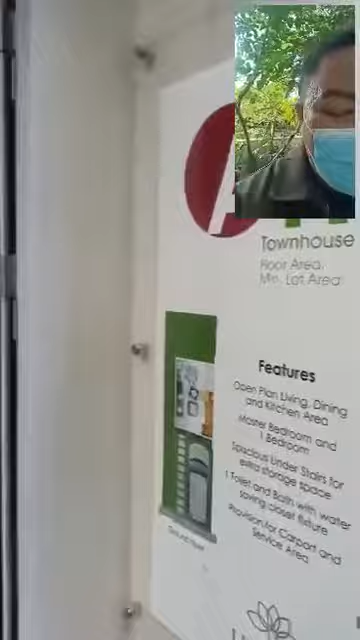 Townhouse
Floor Area,
Min. Lot Area
Features
Open Plan Living, Dining
and Kitchen Area
Master Bedroom and
1 Bedroom
Spacious Under Stairs for
extra storage space
1 Toilet and Bath with water
saving closet fixture
Provision for Carport and
Service Area